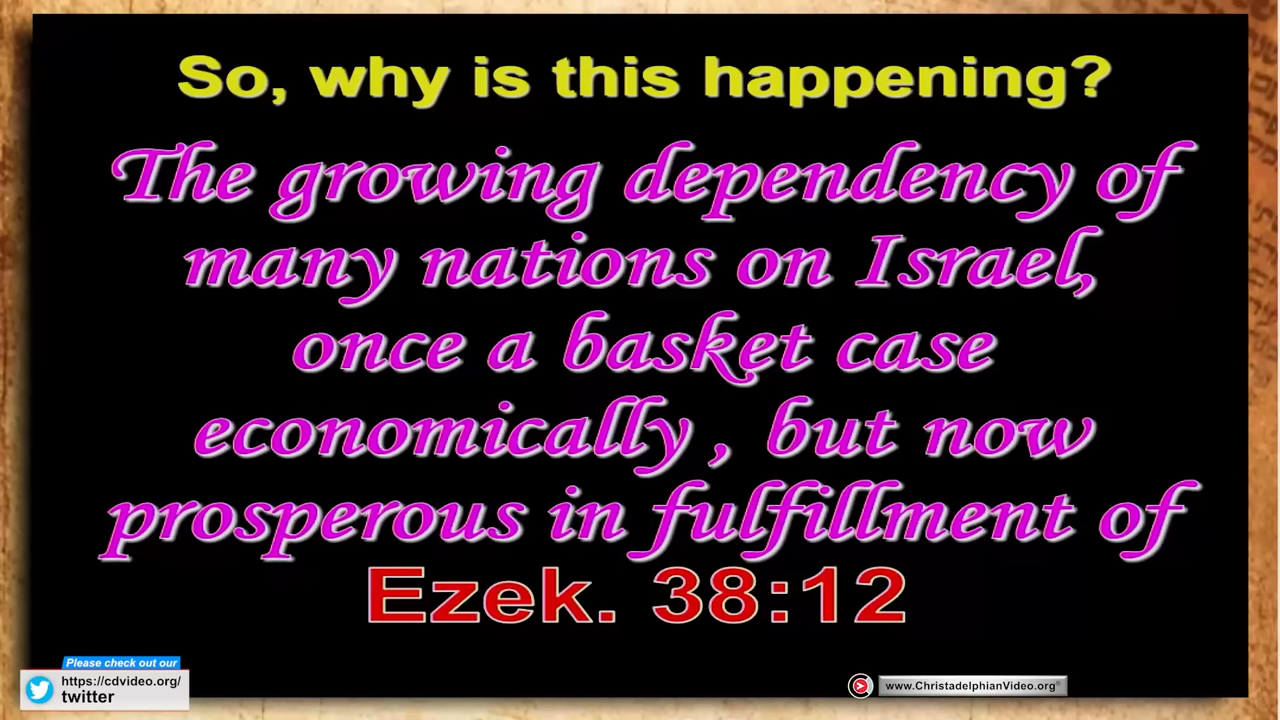 So, why is this happening?
The growing dependency of
many nations on Israel,
once a basket case
economically , but now
prosperous in fulfillment of
Ezek. 38:12
Please check out our
https://cdvideo.org/
twitter
www.ChristadelphianVideo.org®